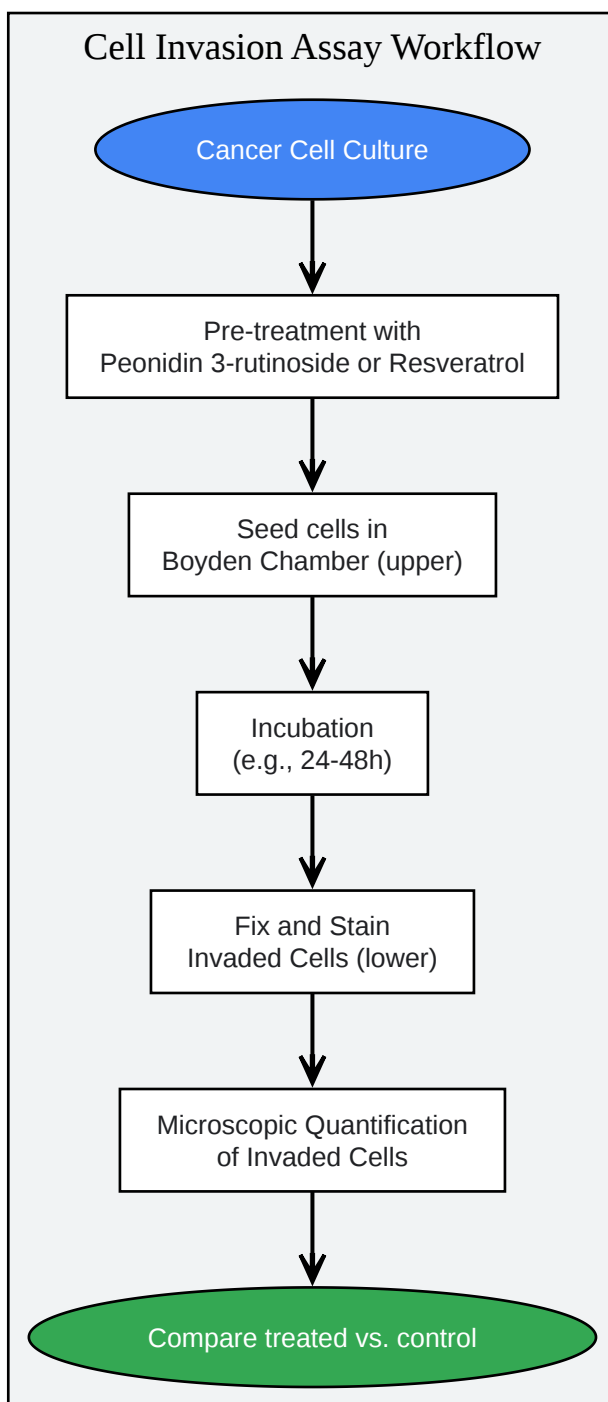 Cell Invasion Assay Workflow
Cancer Cell Culture
Pre-treatment with
Peonidin 3-rutinoside or Resveratrol
Seed cells in
Boyden Chamber (upper)
Incubation
(e.g., 24-48h)
Fix and Stain
Invaded Cells (lower)
Microscopic Quantification
of Invaded Cells
Compare treated vs. control